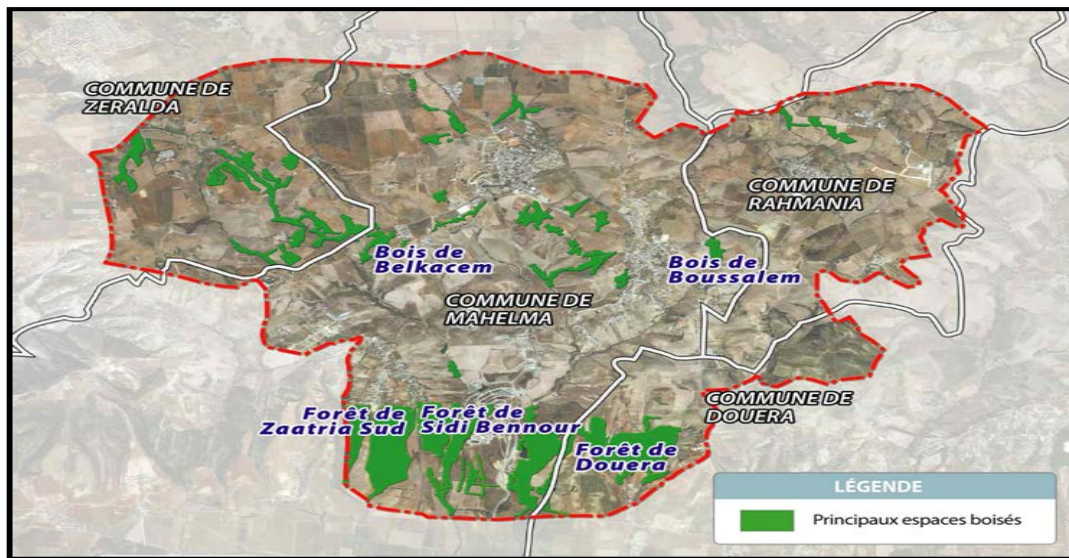 COMMUNE DE
ZERALDA
COMMUNE DE
RAHMANIA
Bois de
Belkacem
Bois de
Boussalem
COMMUNE DE
MAHELMA
COMMUNE DE
DOUERA
Forêt de
Zaatria Sud
Forêt de
Sidi Bennour
Forêt de
Douera
LÉGENDE
Principaux espaces boisés